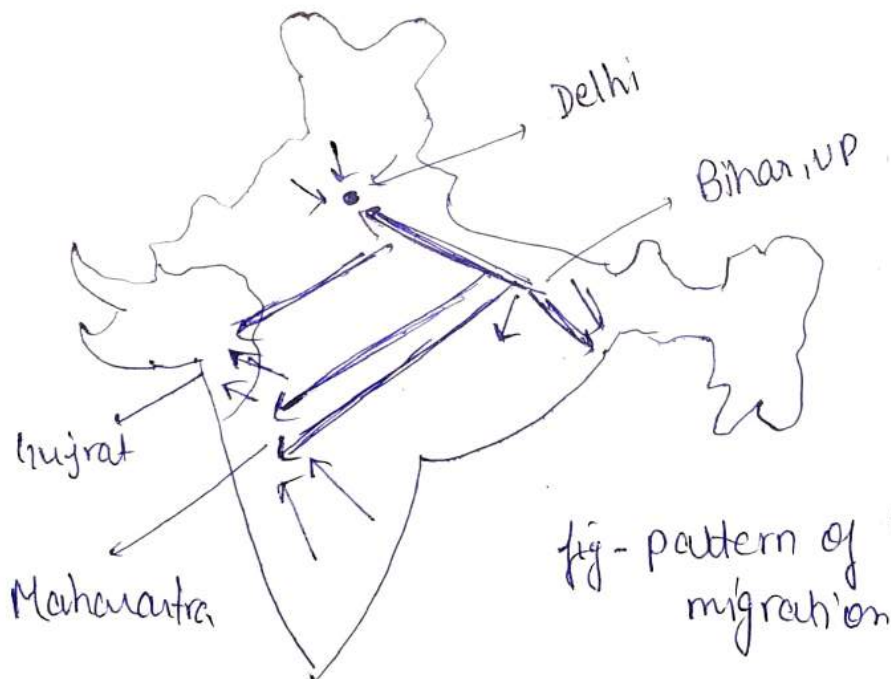 Delhi
Bihar, UP
Gujrat
Maharastra
fig - pattern of
migration